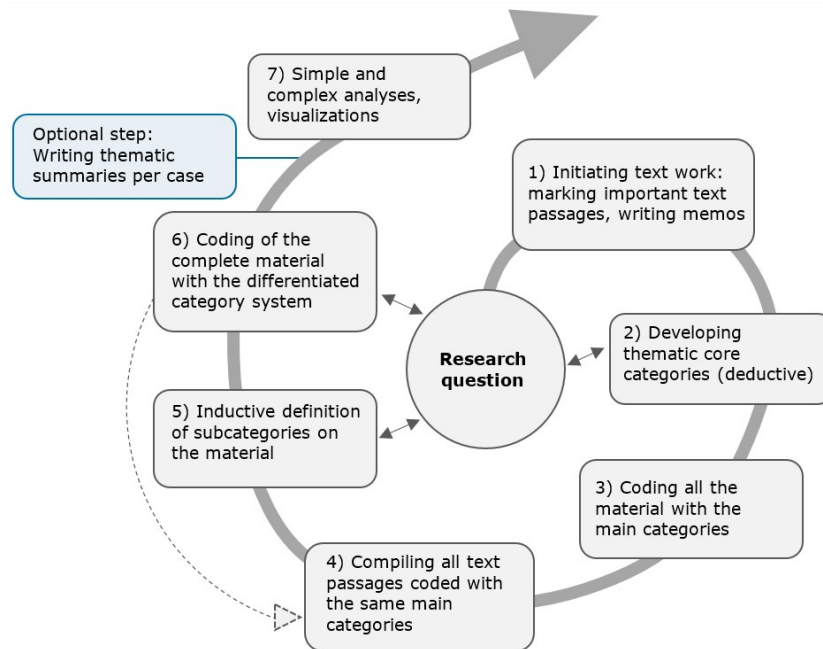 7) Simple and
complex analyses,
visualizations
Optional step:
Writing thematic
summaries per case
1) Initiating text work:
marking important text
passages, writing memos
6) Coding of the
complete material
with the differentiated
category system
Research
question
2) Developing
thematic core
categories (deductive)
5) Inductive definition
of subcategories on
the material
3) Coding all the
material with the
main categories
4) Compiling all text
passages coded with
the same main
categories